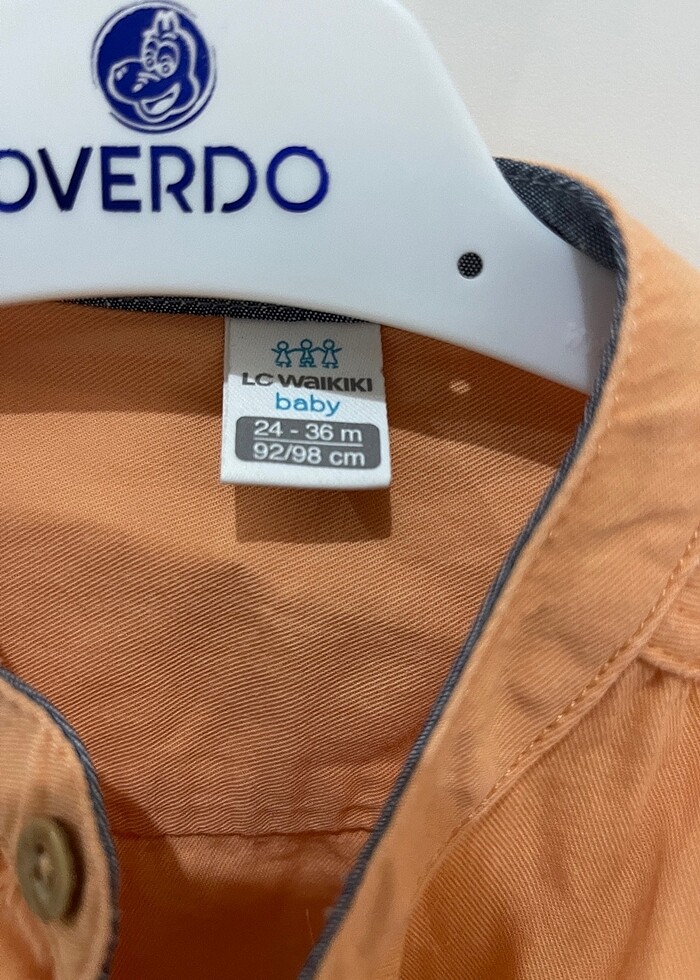 OVERDO
LC WAIKIKI
baby
24 - 36 m
92/98 cm